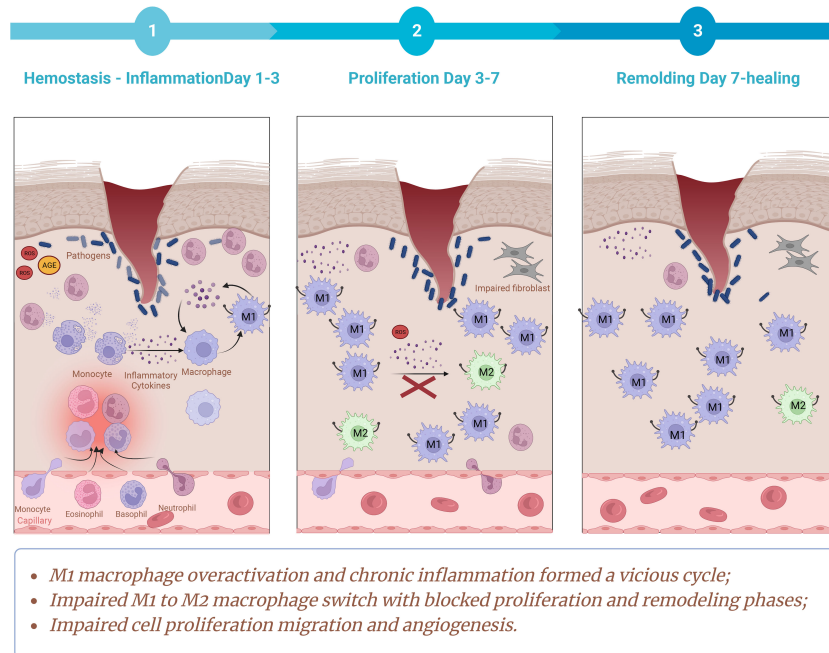 1
2
3
Hemostasis - InflammationDay 1-3
Proliferation Day 3-7
Remolding Day 7-healing
ROS
AGE
ROS
Pathogens
M1
Monocyte
Inflammatory
Cytokines
Macrophage
Monocyte
Capillary
Eosinophil
Basophil
Neutrophil
Impaired fibroblast
M1
M1
M1
M1
ROS
M1
M2
M2
M1
M1
M1
M1
M1
M1
M1
M1
M2
M1
• M1 macrophage overactivation and chronic inflammation formed a vicious cycle;
• Impaired M1 to M2 macrophage switch with blocked proliferation and remodeling phases;
• Impaired cell proliferation migration and angiogenesis.